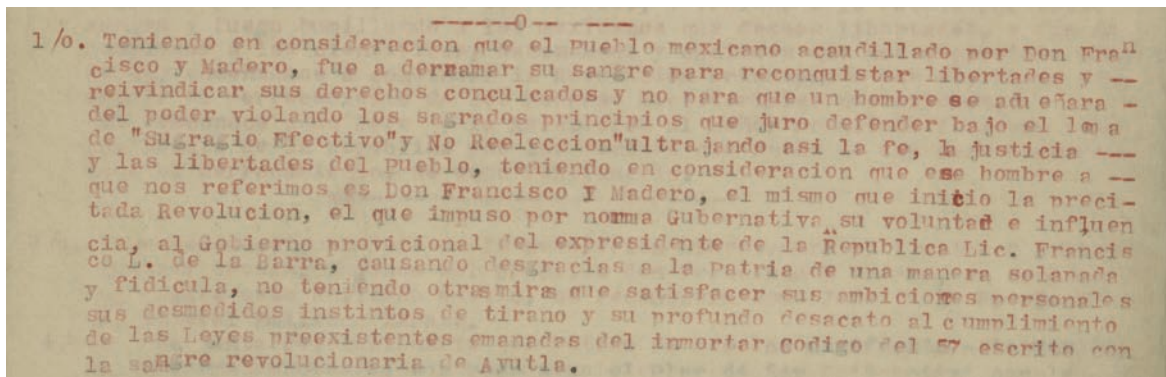 ------0-- ----
1/o. Teniendo en consideracion que el Pueblo mexicano acaudillado por Don Fran
cisco y Madero, fue a derramar su sangre para reconquistar libertades y --
reivindicar sus derechos conculcados y no para que un hombre se adueñara -
del poder violando los sagrados principios que juro defender bajo el lema
de "Sugragio Efectivo"y No Reeleccion"ultrajando asi la fe, la justicia ---
y las libertades del Pueblo, teniendo en consideracion que ese hombre a --
que nos referimos es Don Francisco I Madero, el mismo que inicio la preci-
tada Revolucion, el que impuso por norma Gubernativa su voluntad e influen
cia, al Gobierno provicional del expresidente de la Republica Lic. Francis
co L. de la Barra, causando desgracias a la Patria de una manera solapada
y fidicula, no teniendo otras miras que satisfacer sus ambiciones personales
sus desmedidos instintos de tirano y su profundo desacato al cumplimiento
de las Leyes preexistentes emanadas del inmortar codigo del 57 escrito con
la sangre revolucionaria de Ayutla.